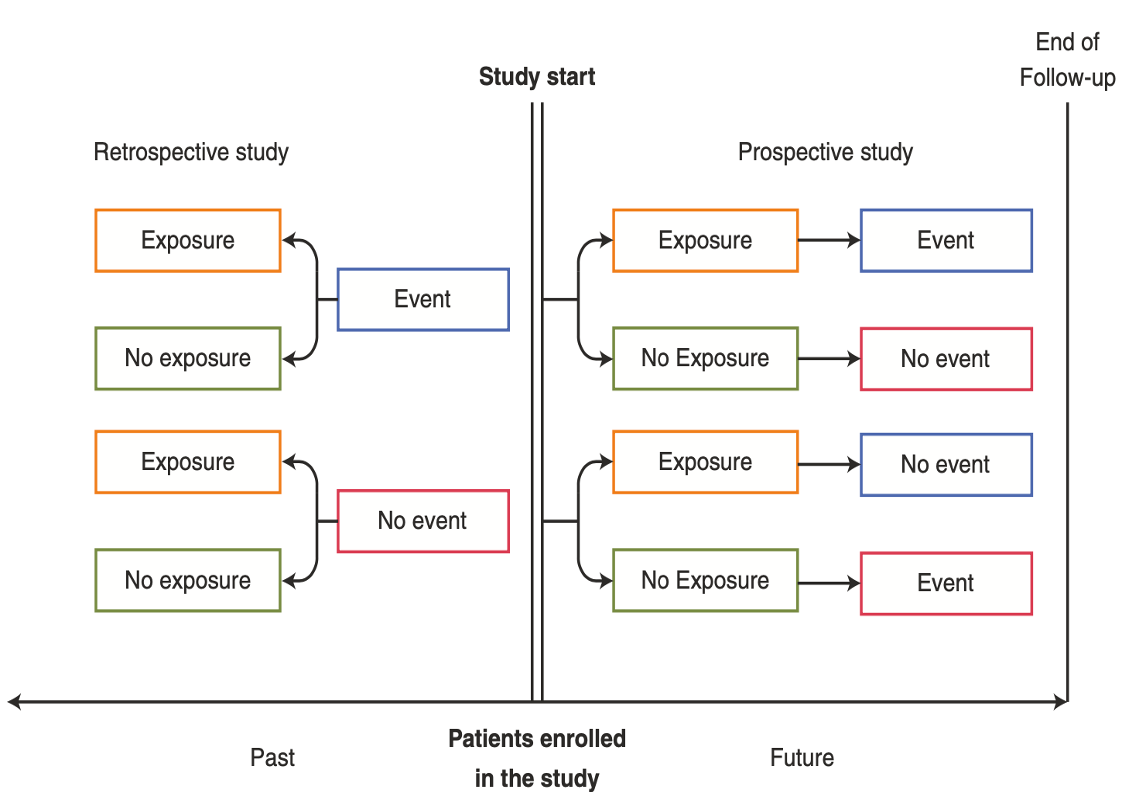 End of
Follow-up
Study start
Retrospective study
Prospective study
Exposure
Exposure
Event
Event
No exposure
No Exposure
No event
Exposure
Exposure
No event
No event
No exposure
No Exposure
Event
Patients enrolled
in the study
Past
Future